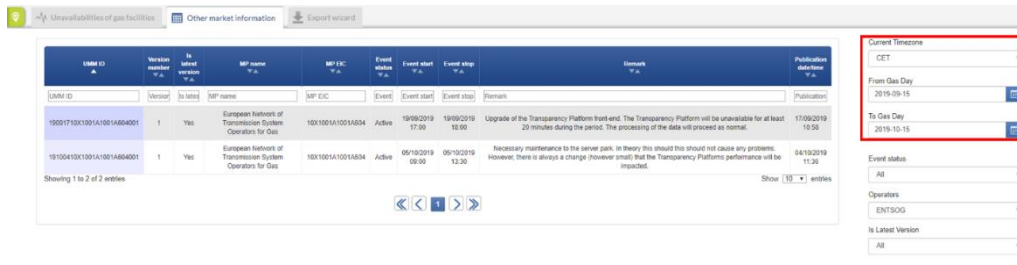 Unavailabilities of gas facilities
Other market information
Export wizard
UMM ID
Version number
Is latest version
MP name
MP EIC
Event status
Event start
Event stop
Remark
Publication date/time
UMM ID
Version
Is lates
MP name
MP EIC
Event
Event start
Event stop
Remark
Publication
19091710X1001A1001A604001
1
Yes
European Network of
Transmission System
Operators for Gas
10X1001A1001A604
Active
19/09/2019
17:00
19/09/2019
18:00
Upgrade of the Transparency Platform front-end. The Transparency Platform will be unavailable for at least
20 minutes during the period. The processing of the data will proceed as normal.
17/09/2019
10:58
19100410X1001A1001A604001
1
Yes
European Network of
Transmission System
Operators for Gas
10X1001A1001A604
Active
05/10/2019
09:00
05/10/2019
13:30
Necessary maintenance to the server park. In theory this should this should not cause any problems.
However, there is always a change (however small) that the Transparency Platforms performance will be
impacted.
04/10/2019
11:36
Showing 1 to 2 of 2 entries
Show 10 entries
1
Current Timezone
CET
From Gas Day
2019-09-15
To Gas Day
2019-10-15
Event status
All
Operators
ENTSOG
Is Latest Version
All